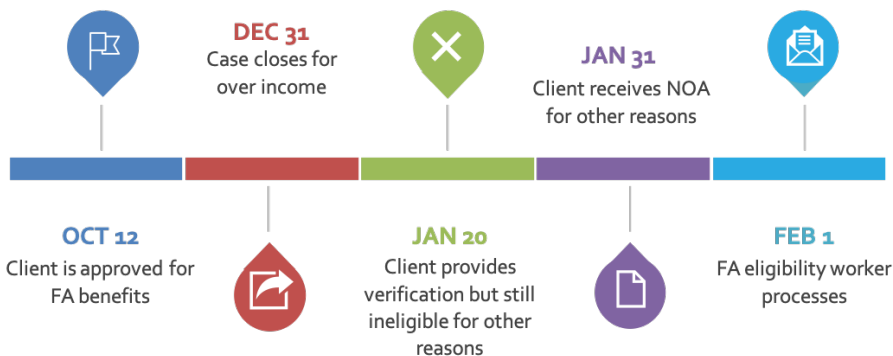 OCT 12
Client is approved for
FA benefits
DEC 31
Case closes for
over income
JAN 20
Client provides
verification but still
ineligible for other
reasons
JAN 31
Client receives NOA
for other reasons
FEB 1
FA eligibility worker
processes